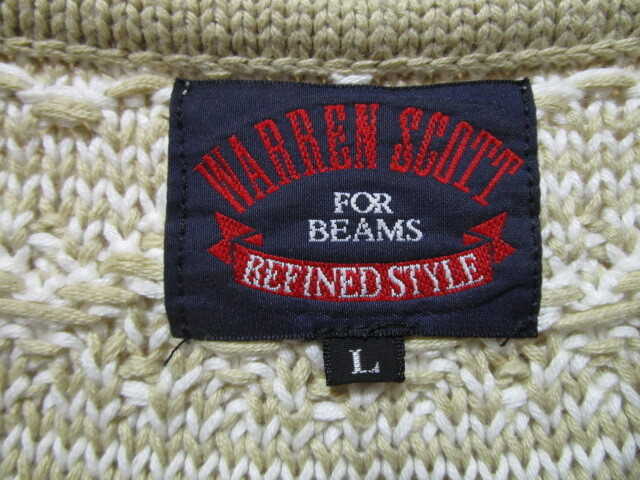 WARREN SCOTT
FOR
BEAMS
REFINED STYLE
L